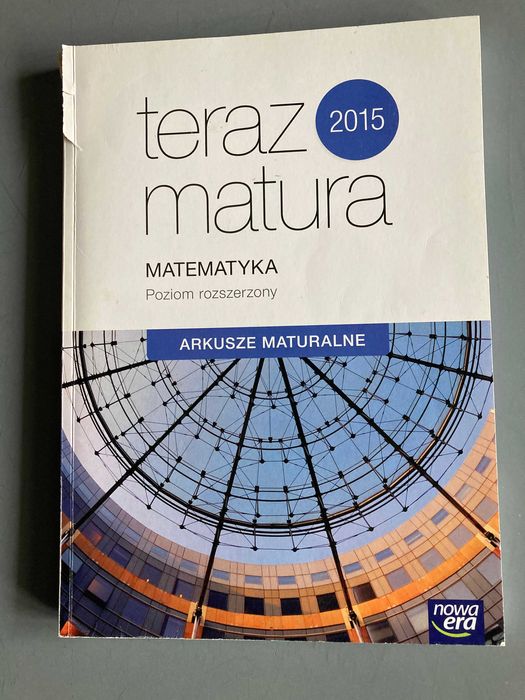 teraz
2015
matura
MATEMATYKA
Poziom rozszerzony
ARKUSZE MATURALNE
nowa
era